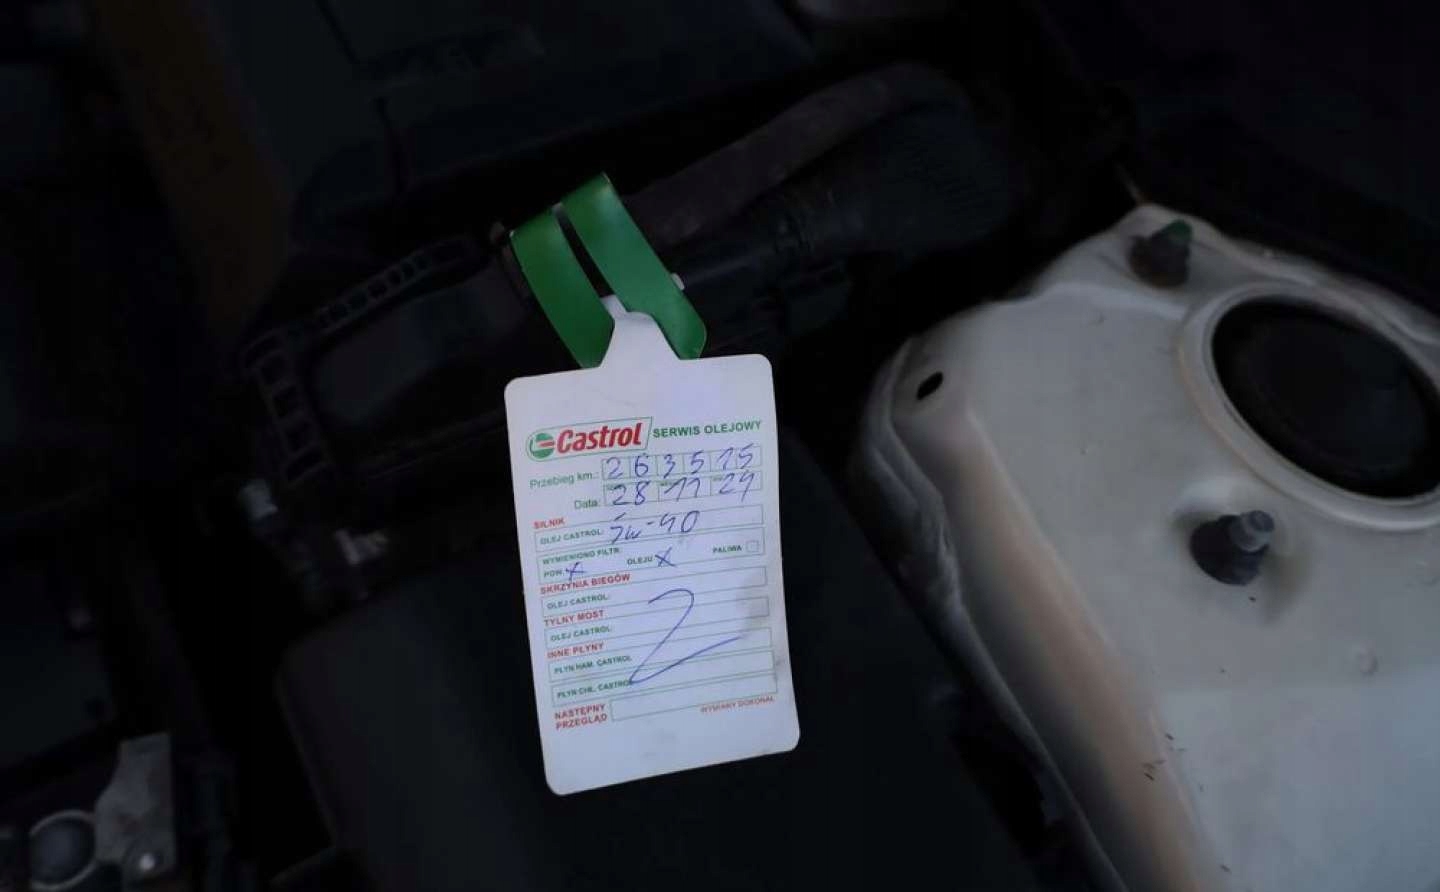 Castrol SERWIS OLEJOWY
Przebieg km.: 263515
Data: 28 11 24
SILNIK
OLEJ CASTROL: 5w-40
WYMIENIONO FILTR:
POW. X OLEJU X PALIWA
SKRZYNIA BIEGÓW
OLEJ CASTROL:
TYLNY MOST
OLEJ CASTROL:
INNE PŁYNY
PŁYN HAM. CASTROL
PŁYN CHŁ. CASTROL
NASTĘPNY
PRZEGLĄD
WYMIANY DOKONAŁ